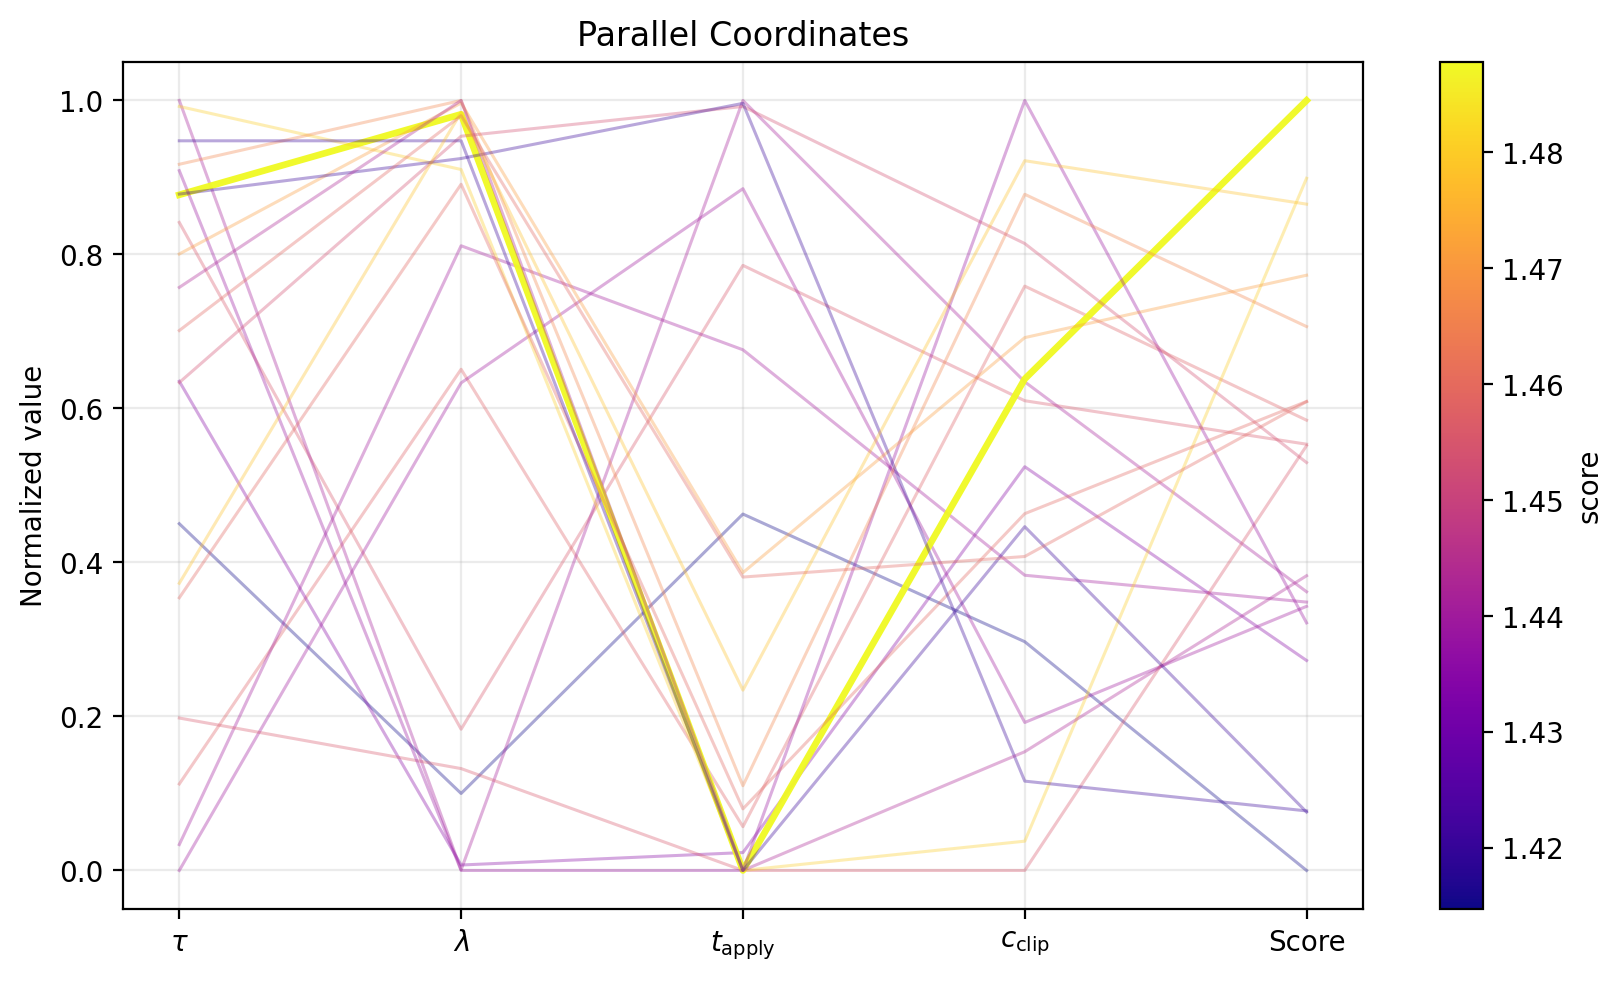 Parallel Coordinates
Normalized value
1.0
0.8
0.6
0.4
0.2
0.0
τ
λ
t_apply
c_clip
Score
1.48
1.47
1.46
1.45
1.44
1.43
1.42
score